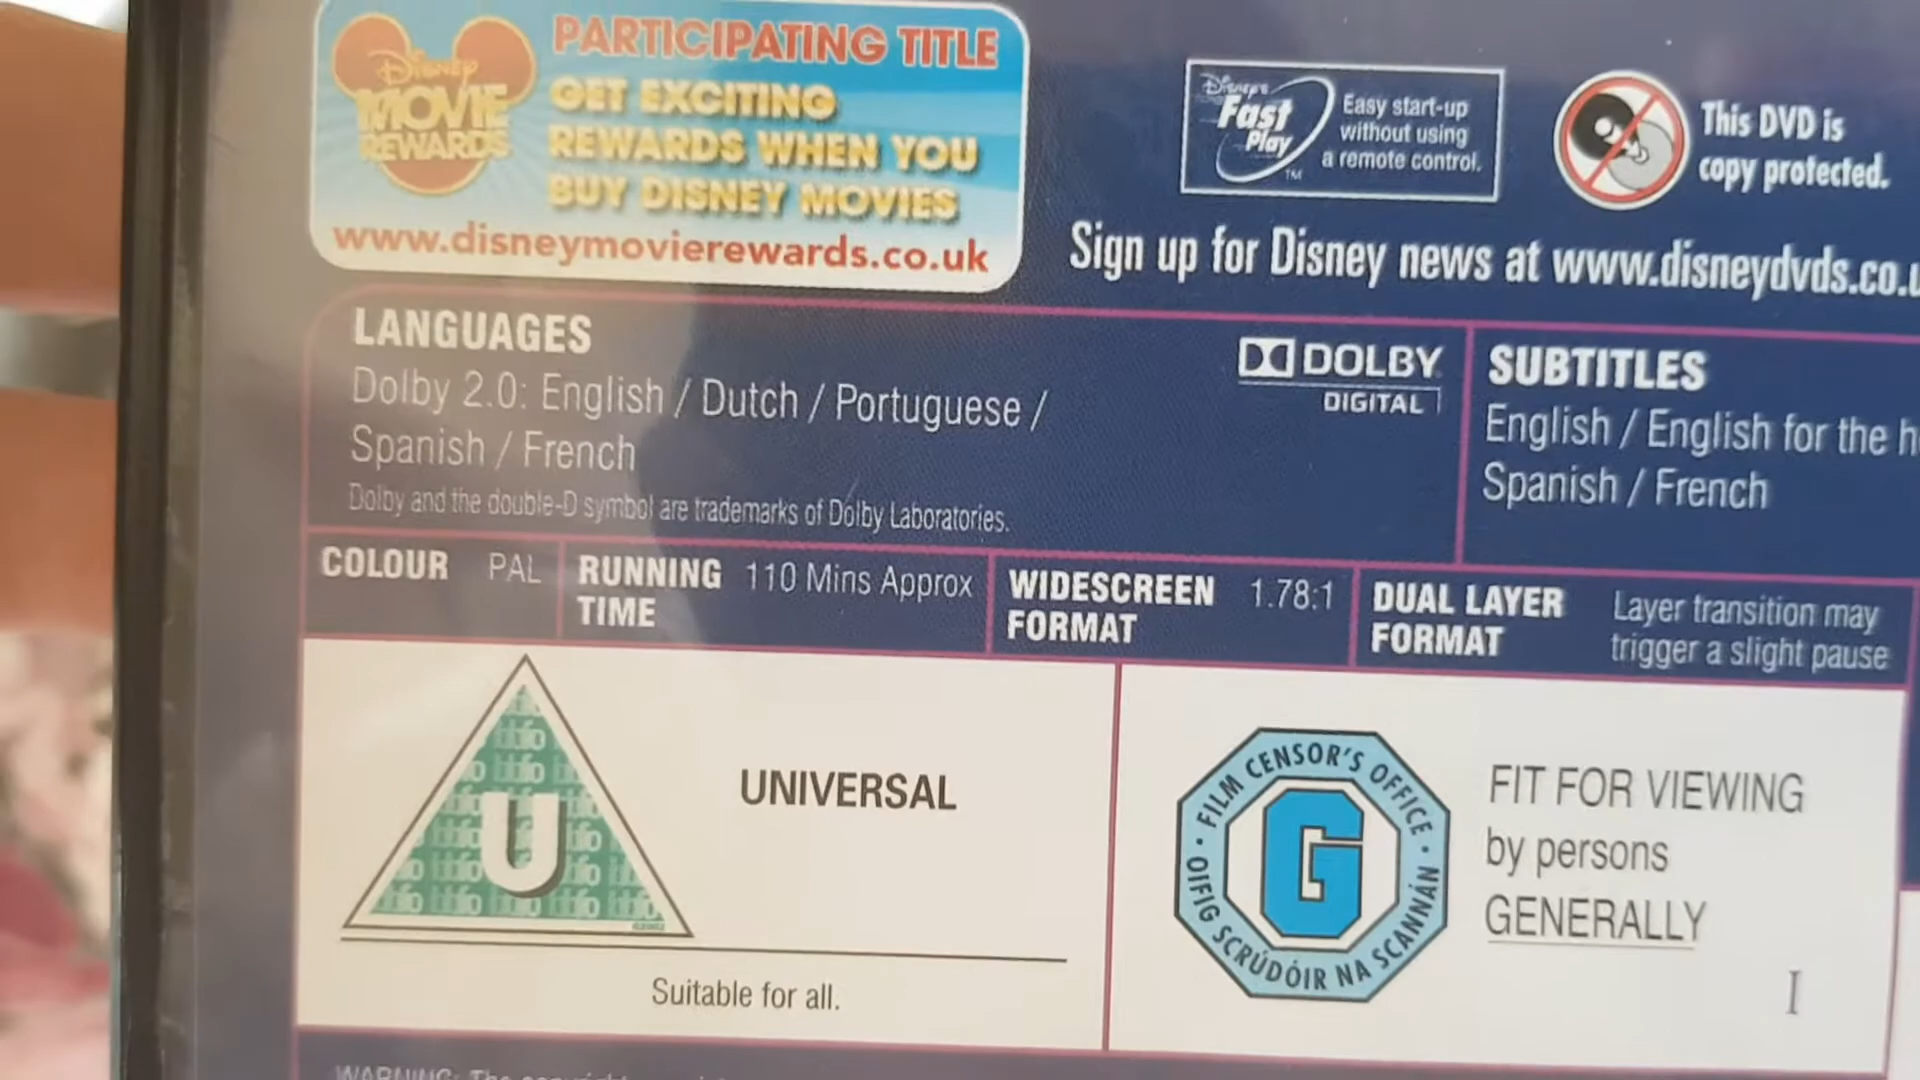 Disney
MOVIE
REWARDS
PARTICIPATING TITLE
GET EXCITING
REWARDS WHEN YOU
BUY DISNEY MOVIES
www.disneymovierewards.co.uk
Disney's
Fast
Play
TM
Easy start-up
without using
a remote control.
This DVD is
copy protected.
Sign up for Disney news at www.disneydvds.co.u
LANGUAGES
Dolby 2.0: English / Dutch / Portuguese /
Spanish / French
Dolby and the double-D symbol are trademarks of Dolby Laboratories.
DOLBY
DIGITAL
SUBTITLES
English / English for the h
Spanish / French
COLOUR PAL
RUNNING TIME 110 Mins Approx
WIDESCREEN FORMAT 1.78:1
DUAL LAYER FORMAT
Layer transition may
trigger a slight pause
U
UNIVERSAL
Suitable for all.
FILM CENSOR'S OFFICE
G
OIFIG SCRÚDÓIR NA SCANNÁN
FIT FOR VIEWING
by persons
GENERALLY
I
WARNING: The